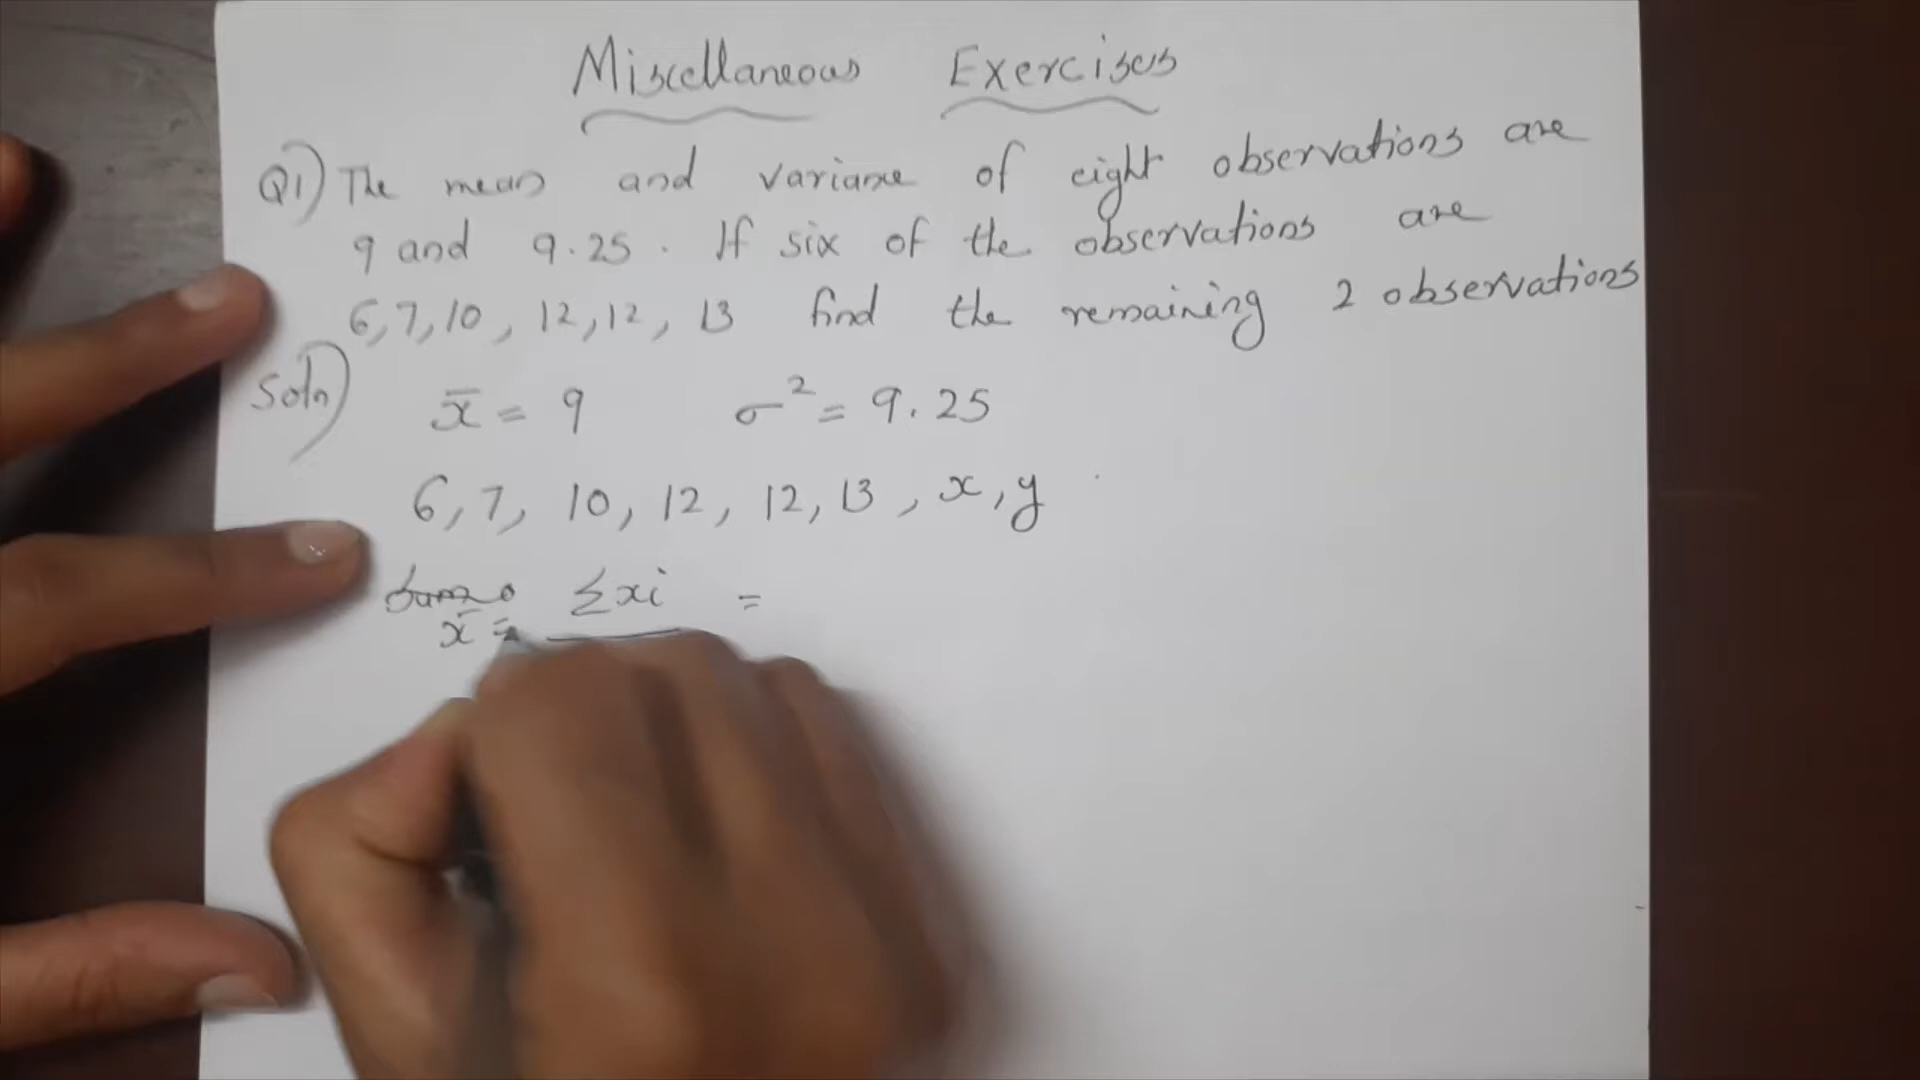 Miscellaneous Exercises
Q1) The mean and variance of eight observations are
9 and 9.25. If six of the observations are
6,7,10, 12,12, 13 find the remaining 2 observations
Soln)
x̄ = 9 σ² = 9.25
6, 7, 10, 12, 12, 13, x, y
Σxi =
x̄ =